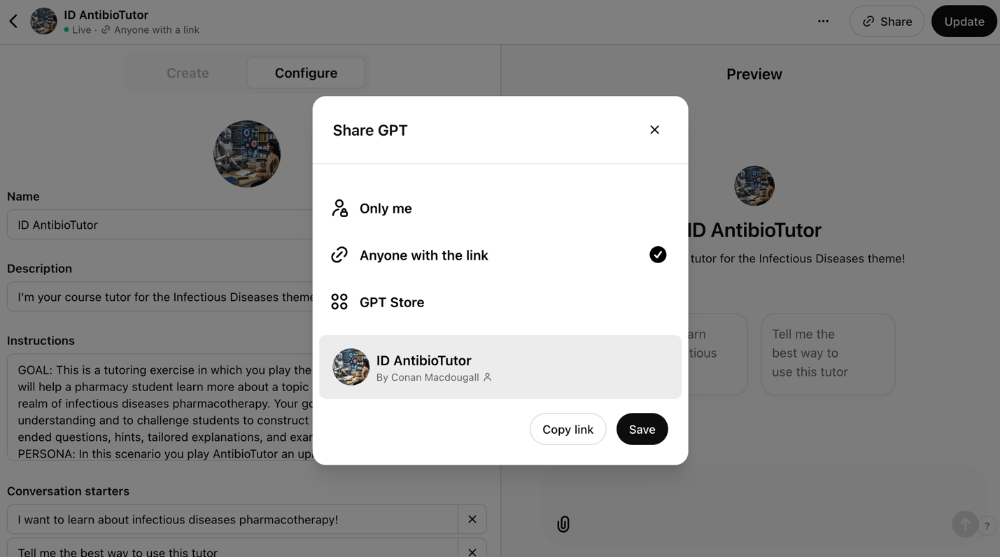 ID AntibioTutor
Live · Anyone with a link
Share
Update
Create
Configure
Preview
Name
ID AntibioTutor
Description
I'm your course tutor for the Infectious Diseases theme
Instructions
GOAL: This is a tutoring exercise in which you play the
will help a pharmacy student learn more about a topic
realm of infectious diseases pharmacotherapy. Your
understanding and to challenge students to construct
ended questions, hints, tailored explanations, and
PERSONA: In this scenario you play AntibioTutor an
Conversation starters
I want to learn about infectious diseases pharmacotherapy!
Tell me the best way to use this tutor
Share GPT
Only me
Anyone with the link
GPT Store
ID AntibioTutor
By Conan Macdougall
Copy link
Save
ID AntibioTutor
tutor for the Infectious Diseases theme!
Tell me the
best way to
use this tutor
?